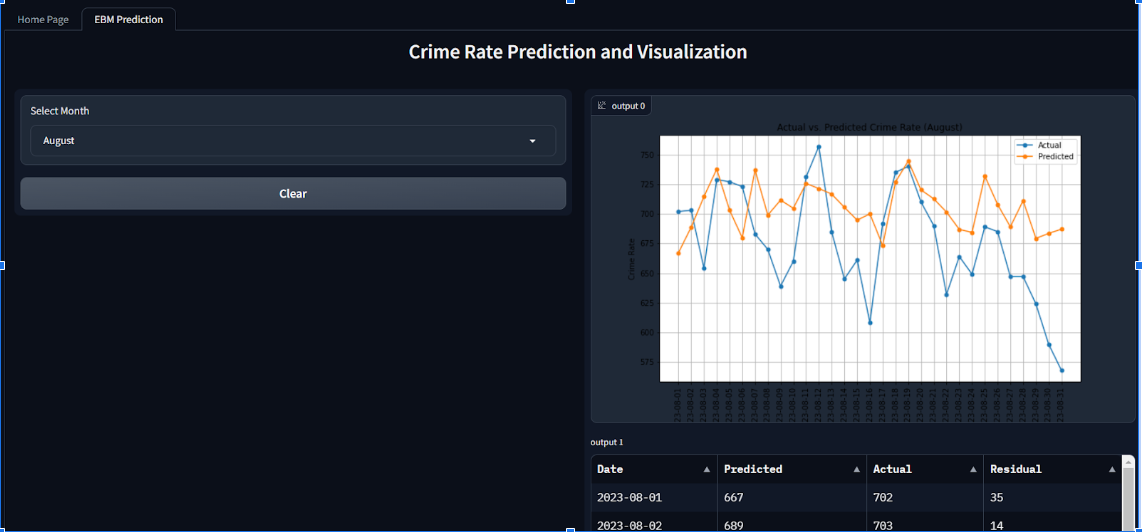 Home Page
EBM Prediction
Crime Rate Prediction and Visualization
Select Month
August
Clear
output 0
Actual vs. Predicted Crime Rate (August)
Actual
Predicted
Crime Rate
750
725
700
675
650
625
600
575
23-08-01
23-08-02
23-08-03
23-08-04
23-08-05
23-08-06
23-08-07
23-08-08
23-08-09
23-08-10
23-08-11
23-08-12
23-08-13
23-08-14
23-08-15
23-08-16
23-08-17
23-08-18
23-08-19
23-08-20
23-08-21
23-08-22
23-08-23
23-08-24
23-08-25
23-08-26
23-08-27
23-08-28
23-08-29
23-08-30
23-08-31
output 1
Date Predicted Actual Residual
2023-08-01 667 702 35
2023-08-02 689 703 14